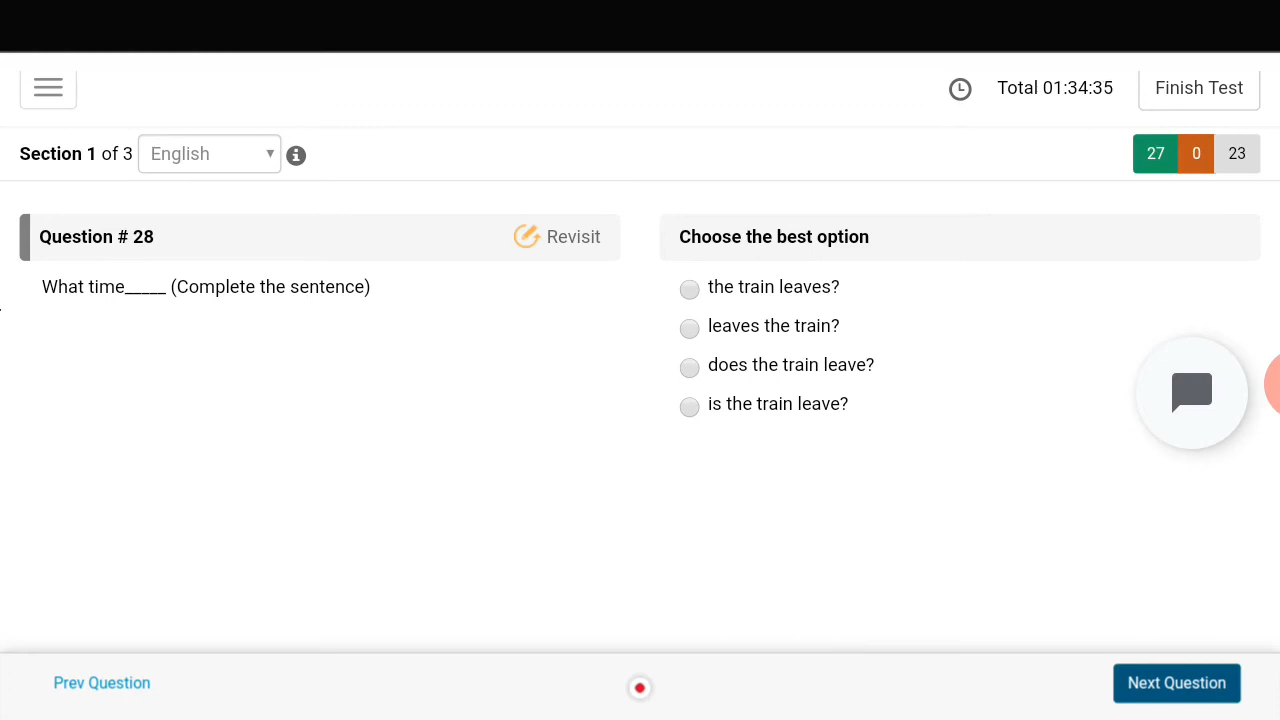 Total 01:34:35
Finish Test
Section 1 of 3
English
27 0 23
Question # 28
Revisit
What time_____ (Complete the sentence)
Choose the best option
the train leaves?
leaves the train?
does the train leave?
is the train leave?
Prev Question
Next Question